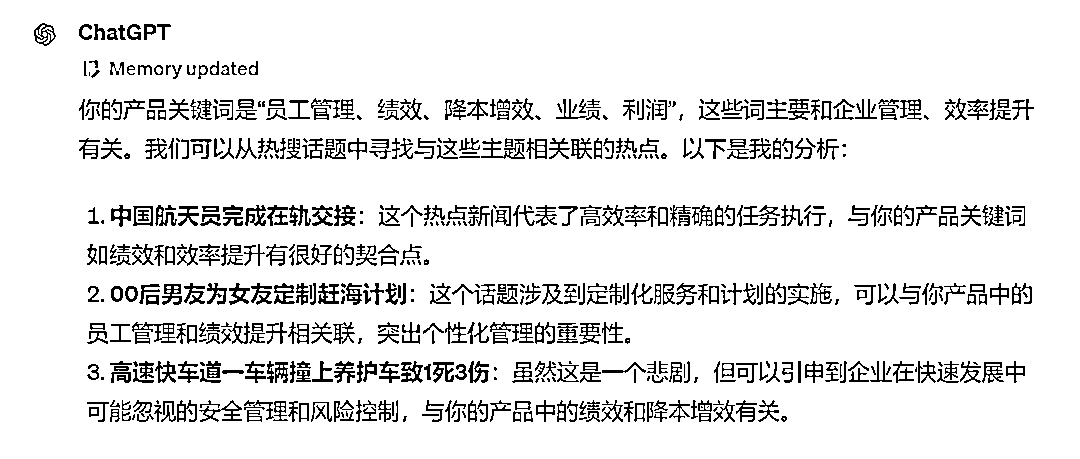 ChatGPT
Memory updated
你的产品关键词是“员工管理、绩效、降本增效、业绩、利润”，这些词主要和企业管理、效率提升
有关。我们可以从热搜话题中寻找与这些主题相关联的热点。以下是我的分析：
1. 中国航天员完成在轨交接：这个热点新闻代表了高效率和精确的任务执行，与你的产品关键词
如绩效和效率提升有很好的契合点。
2. 00后男友为女友定制赶海计划：这个话题涉及到定制化服务和计划的实施，可以与你产品中的
员工管理和绩效提升相关联，突出个性化管理的重要性。
3. 高速快车道一车辆撞上养护车致1死3伤：虽然这是一个悲剧，但可以引申到企业在快速发展中
可能忽视的安全管理和风险控制，与你的产品中的绩效和降本增效有关。